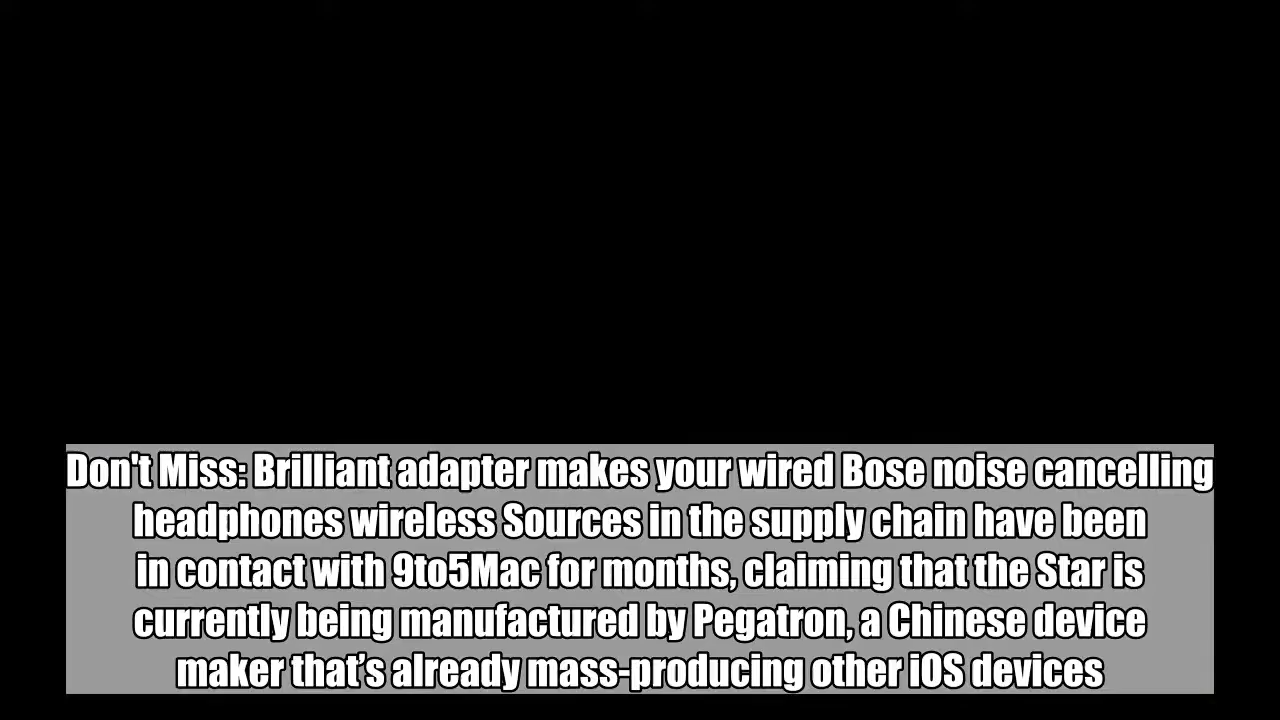 Don't Miss: Brilliant adapter makes your wired Bose noise cancelling
headphones wireless Sources in the supply chain have been
in contact with 9to5Mac for months, claiming that the Star is
currently being manufactured by Pegatron, a Chinese device
maker that’s already mass-producing other iOS devices